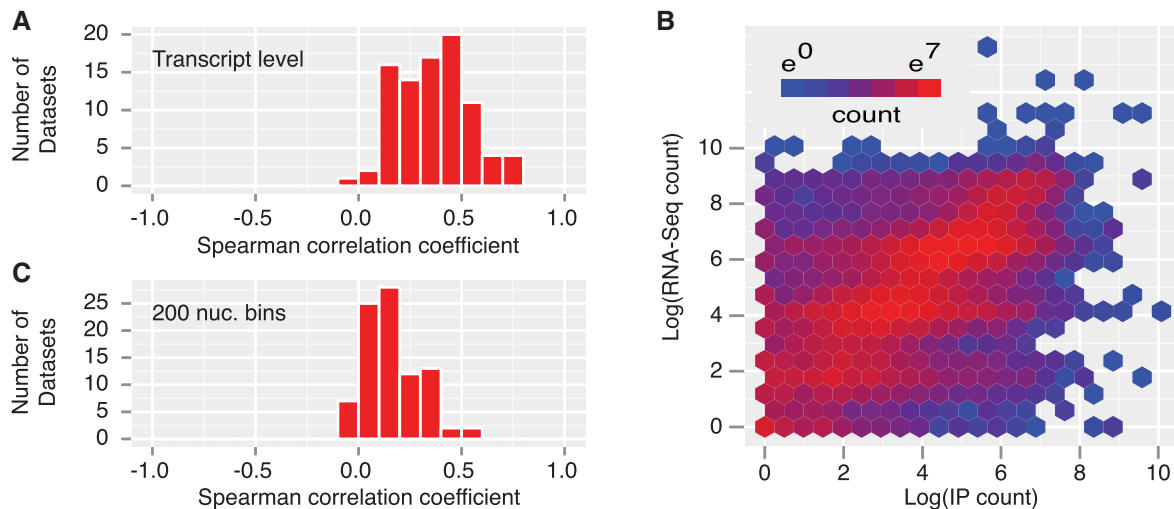 A
Number of
Datasets
20
15
10
5
0
Transcript level
-1.0 -0.5 0.0 0.5 1.0
Spearman correlation coefficient
C
Number of
Datasets
25
20
15
10
5
0
200 nuc. bins
-1.0 -0.5 0.0 0.5 1.0
Spearman correlation coefficient
B
e0 e7
count
Log(RNA-Seq count)
10
8
6
4
2
0
0 2 4 6 8 10
Log(IP count)